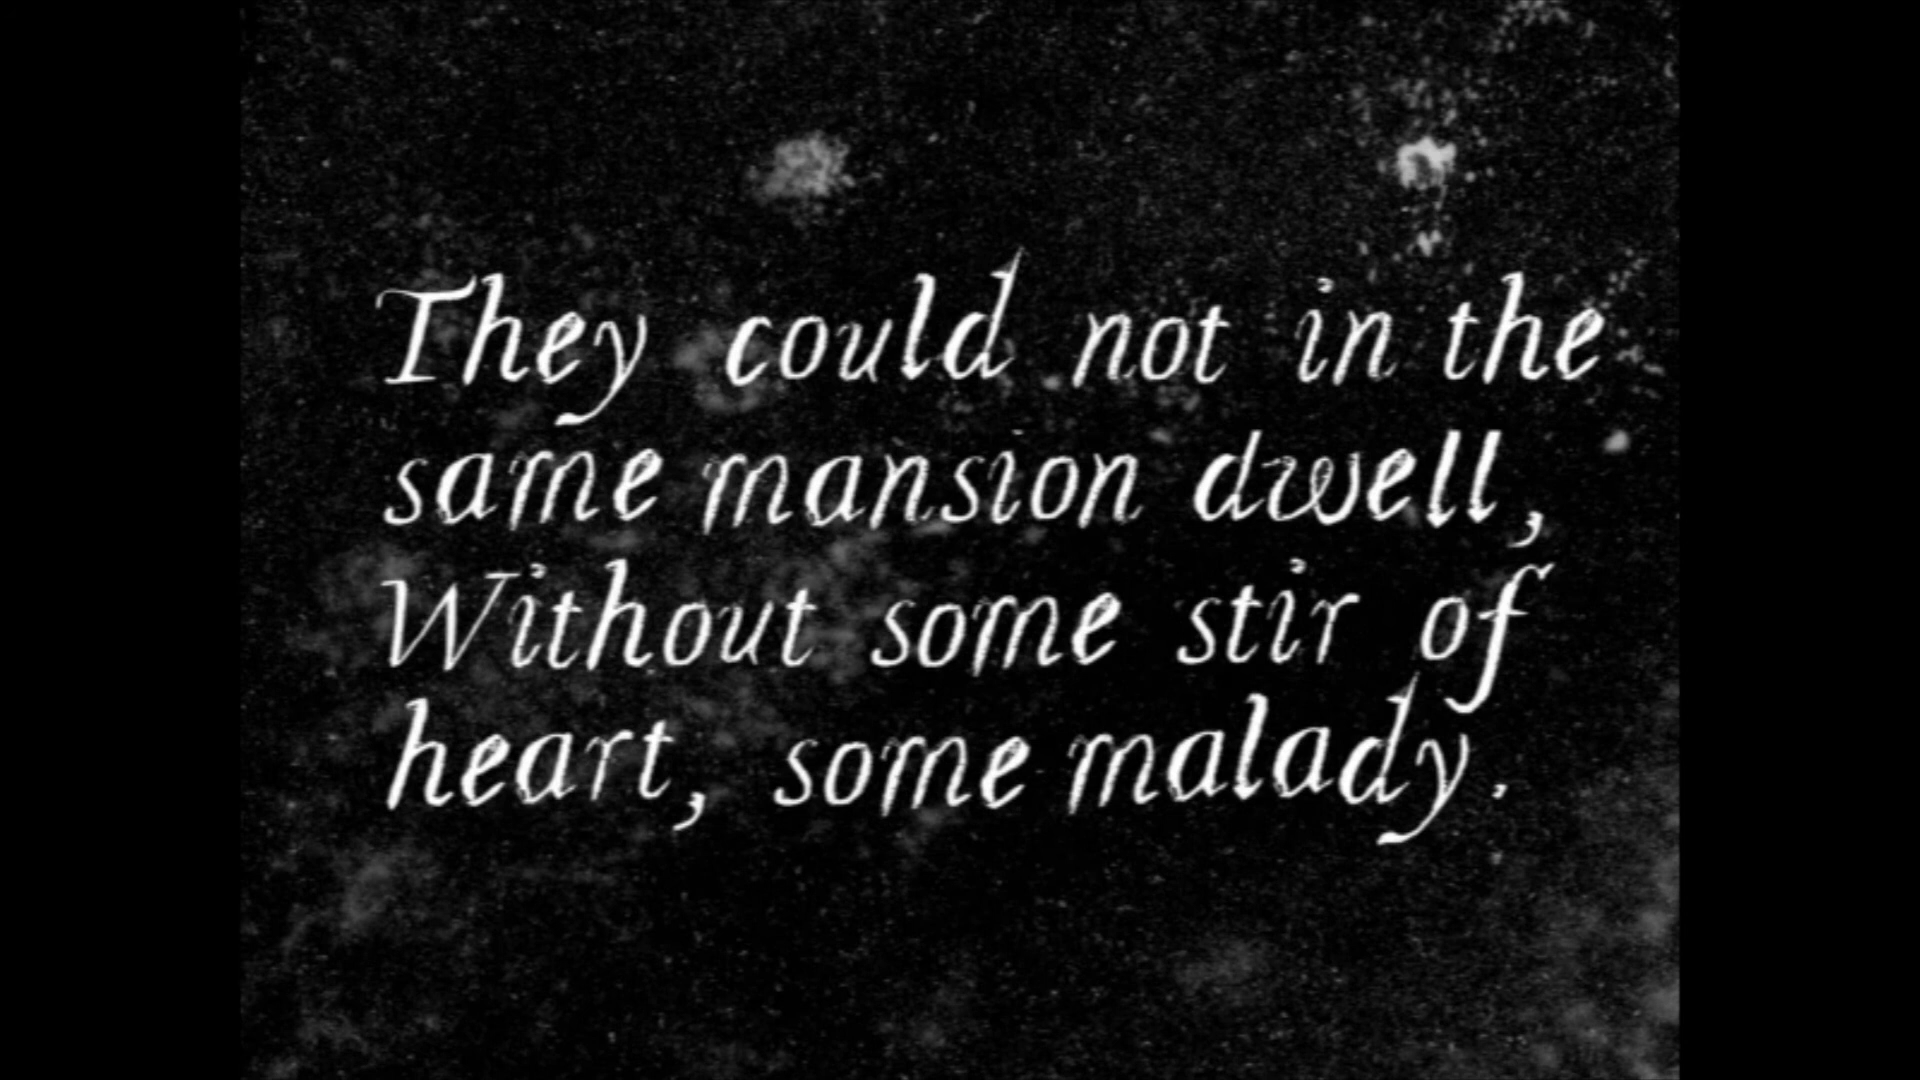 They could not in the
same mansion dwell,
Without some stir of
heart, some malady.